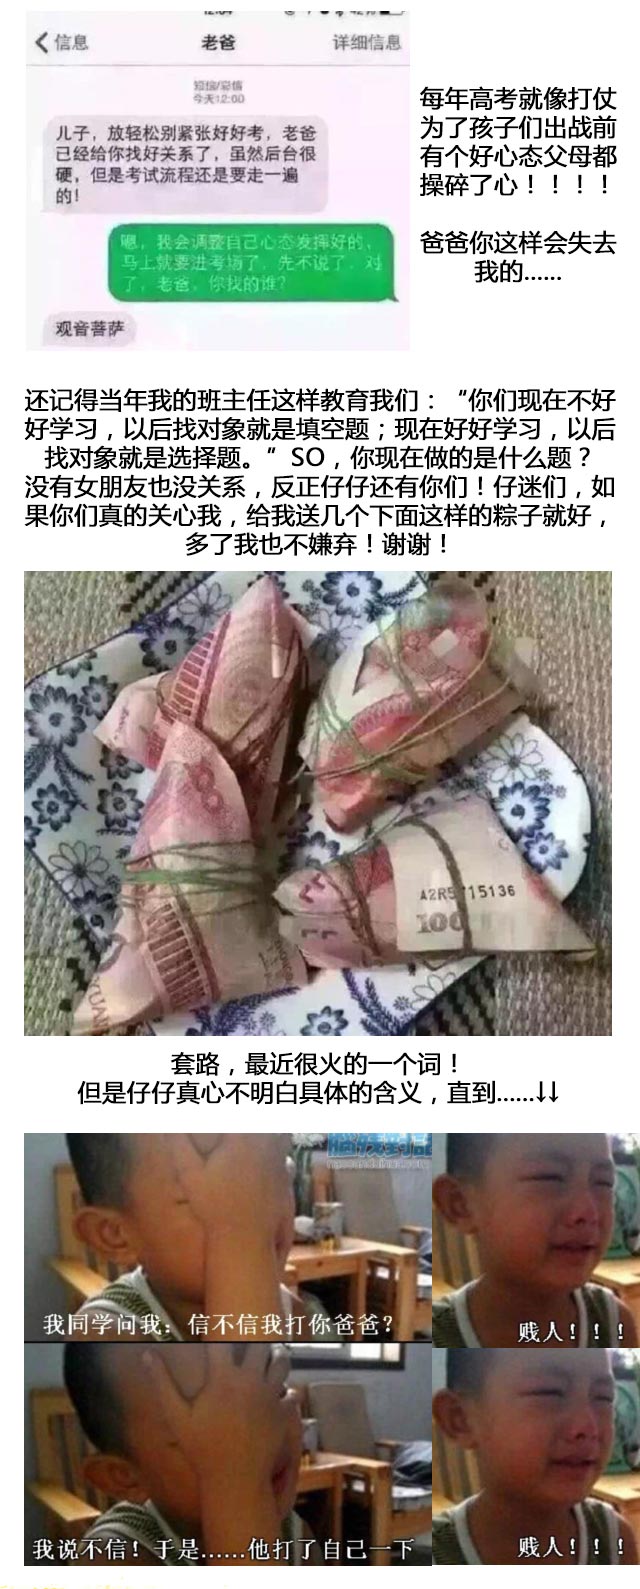 信息
老爸
详细信息
短信/彩信
今天12:00
儿子，放轻松别紧张好好考，老爸
已经给你找好关系了，虽然后台很
硬，但是考试流程还是要走一遍
的！
嗯，我会调整自己心态发挥好的，
马上就要进考场了，先不说了，对
了，老爸，你找的谁？
观音菩萨
每年高考就像打仗
为了孩子们出战前
有个好心态父母都
操碎了心！！！！
爸爸你这样会失去
我的......
还记得当年我的班主任这样教育我们：“你们现在不好
好学习，以后找对象就是填空题；现在好好学习，以后
找对象就是选择题。”SO，你现在做的是什么题？
没有女朋友也没关系，反正仔仔还有你们！仔迷们，如
果你们真的关心我，给我送几个下面这样的粽子就好，
多了我也不嫌弃！谢谢！
100
YUAN
套路，最近很火的一个词！
但是仔仔真心不明白具体的含义，直到......↓↓
我同学问我：信不信我打你爸爸？
贱人！！！
我说不信！于是......他打了自己一下
贱人！！！